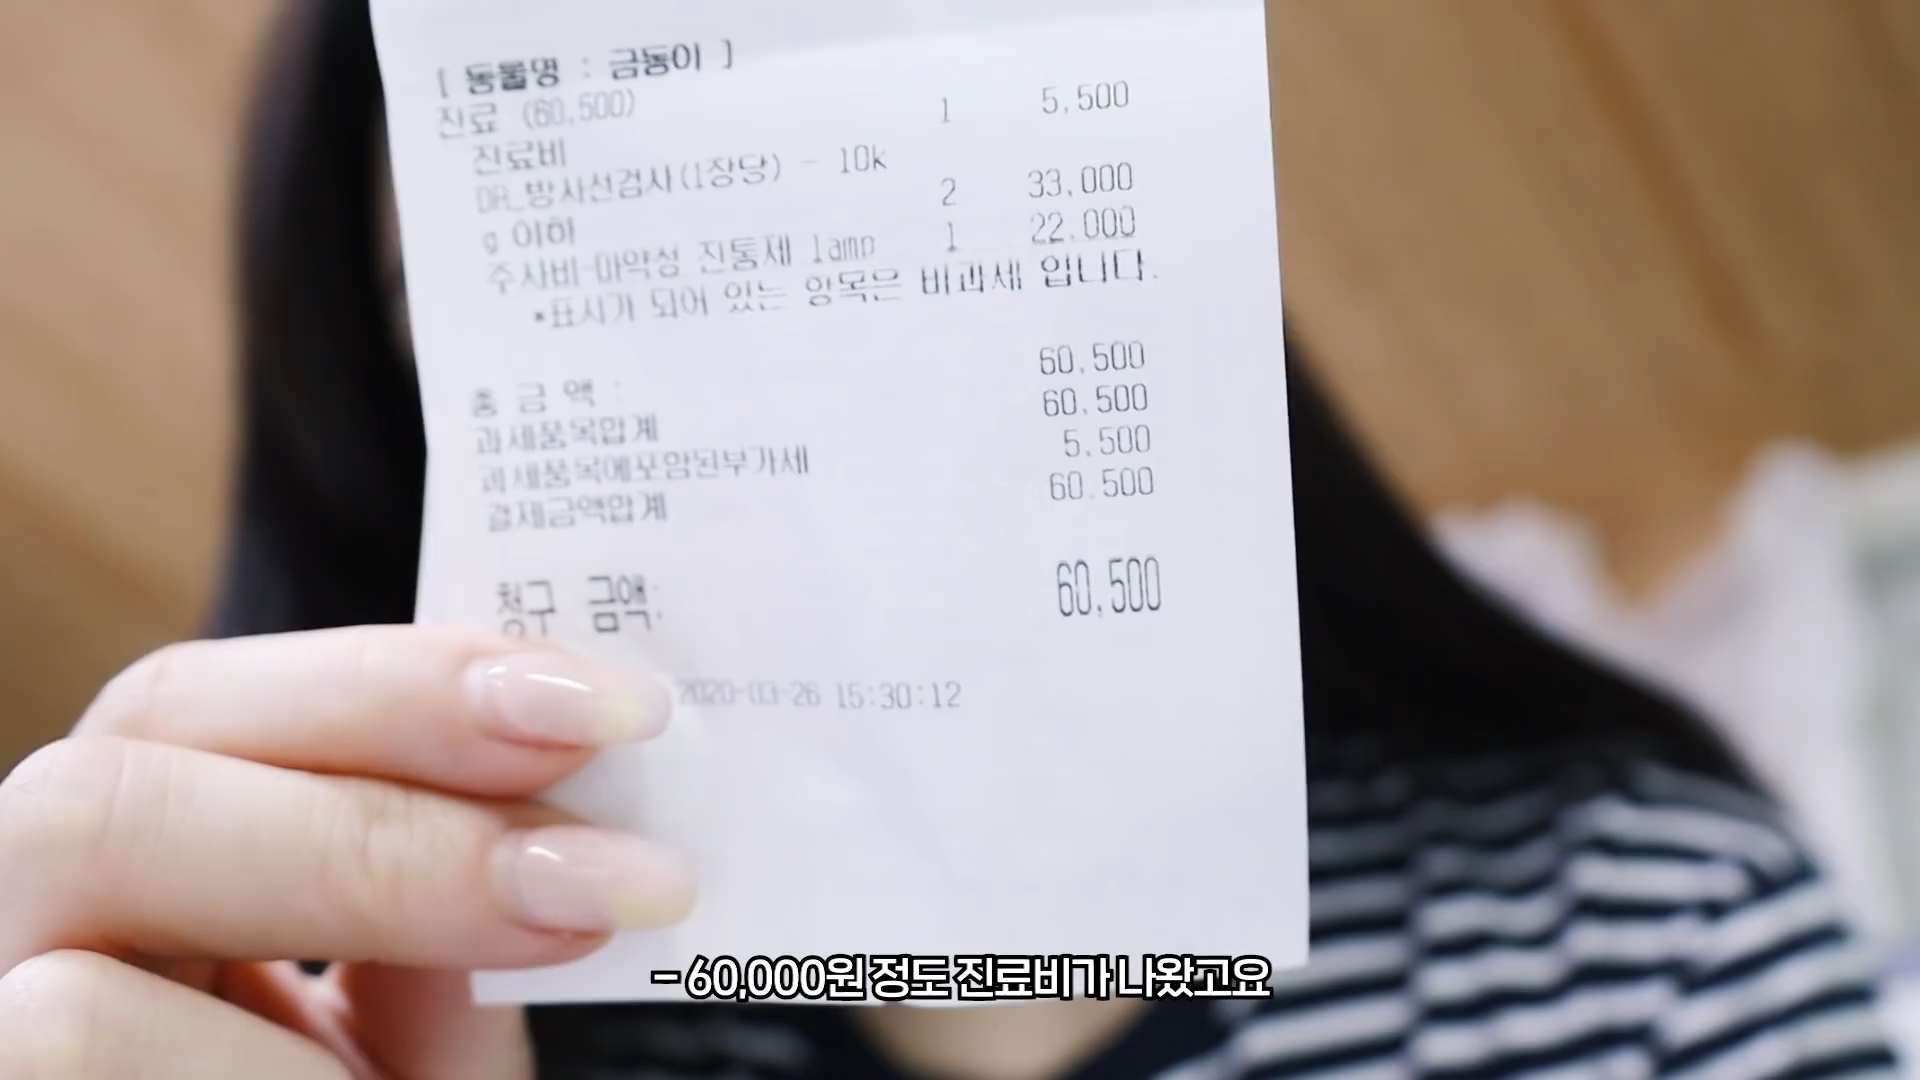 [ 동물명 : 금동이 ]
진료 (60,500)
진료비 1 5,500
DR_방사선검사(1장당) - 10k
g 이하 2 33,000
주사비-마약성 진통제 1amp 1 22,000
*표시가 되어 있는 항목은 비과세 입니다.
총 금 액 : 60,500
과세품목합계 60,500
과세품목에포함된부가세 5,500
결제금액합계 60,500
청구 금액: 60,500
2020-03-26 15:30:12
- 60,000원 정도 진료비가 나왔고요